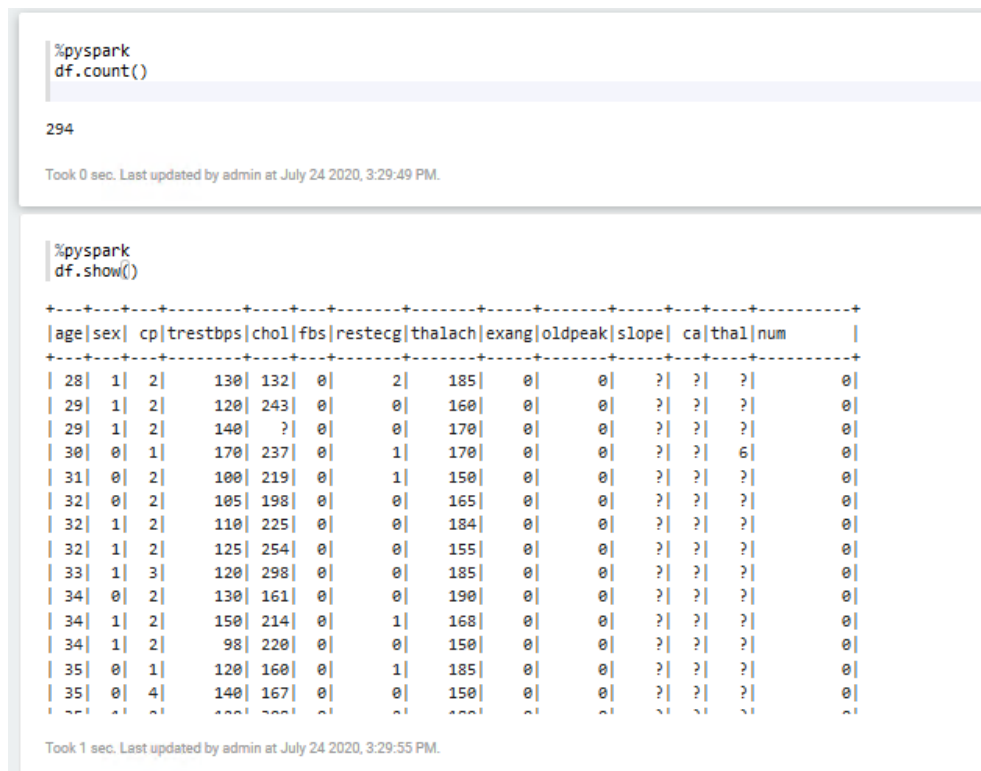 %pyspark
df.count()
294
Took 0 sec. Last updated by admin at July 24 2020, 3:29:49 PM.
%pyspark
df.show()
+---+---+---+--------+----+---+-------+-------+-----+-------+-----+---+----+-----------+
|age|sex| cp|trestbps|chol|fbs|restecg|thalach|exang|oldpeak|slope| ca|thal|num        |
+---+---+---+--------+----+---+-------+-------+-----+-------+-----+---+----+-----------+
| 28|  1|  2|     130| 132|  0|      2|    185|    0|      0|    ?|  ?|   ?|          0|
| 29|  1|  2|     120| 243|  0|      0|    160|    0|      0|    ?|  ?|   ?|          0|
| 29|  1|  2|     140|   ?|  0|      0|    170|    0|      0|    ?|  ?|   ?|          0|
| 30|  0|  1|     170| 237|  0|      1|    170|    0|      0|    ?|  ?|   6|          0|
| 31|  0|  2|     100| 219|  0|      1|    150|    0|      0|    ?|  ?|   ?|          0|
| 32|  0|  2|     105| 198|  0|      0|    165|    0|      0|    ?|  ?|   ?|          0|
| 32|  1|  2|     110| 225|  0|      0|    184|    0|      0|    ?|  ?|   ?|          0|
| 32|  1|  2|     125| 254|  0|      0|    155|    0|      0|    ?|  ?|   ?|          0|
| 33|  1|  3|     120| 298|  0|      0|    185|    0|      0|    ?|  ?|   ?|          0|
| 34|  0|  2|     130| 161|  0|      0|    190|    0|      0|    ?|  ?|   ?|          0|
| 34|  1|  2|     150| 214|  0|      1|    168|    0|      0|    ?|  ?|   ?|          0|
| 34|  1|  2|      98| 220|  0|      0|    150|    0|      0|    ?|  ?|   ?|          0|
| 35|  0|  1|     120| 160|  0|      1|    185|    0|      0|    ?|  ?|   ?|          0|
| 35|  0|  4|     140| 167|  0|      0|    150|    0|      0|    ?|  ?|   ?|          0|
Took 1 sec. Last updated by admin at July 24 2020, 3:29:55 PM.